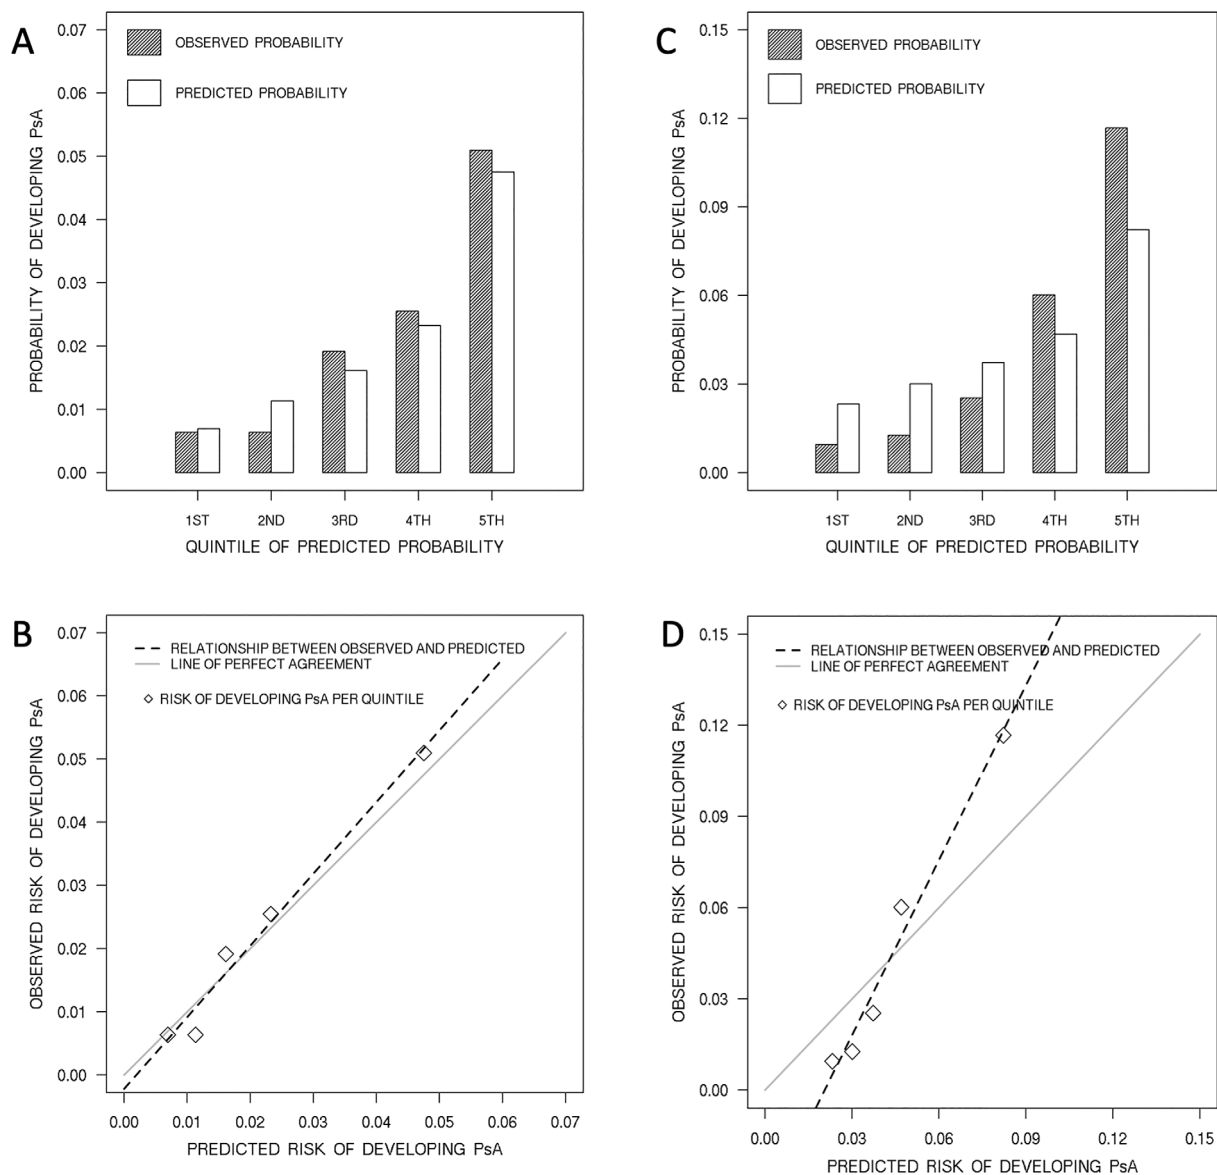 A
OBSERVED PROBABILITY
PREDICTED PROBABILITY
PROBABILITY OF DEVELOPING PsA
0.07
0.06
0.05
0.04
0.03
0.02
0.01
0.00
1ST 2ND 3RD 4TH 5TH
QUINTILE OF PREDICTED PROBABILITY
C
OBSERVED PROBABILITY
PREDICTED PROBABILITY
PROBABILITY OF DEVELOPING PsA
0.15
0.12
0.09
0.06
0.03
0.00
1ST 2ND 3RD 4TH 5TH
QUINTILE OF PREDICTED PROBABILITY
B
RELATIONSHIP BETWEEN OBSERVED AND PREDICTED
LINE OF PERFECT AGREEMENT
RISK OF DEVELOPING PsA PER QUINTILE
OBSERVED RISK OF DEVELOPING PsA
0.07
0.06
0.05
0.04
0.03
0.02
0.01
0.00
0.00 0.01 0.02 0.03 0.04 0.05 0.06 0.07
PREDICTED RISK OF DEVELOPING PsA
D
RELATIONSHIP BETWEEN OBSERVED AND PREDICTED
LINE OF PERFECT AGREEMENT
RISK OF DEVELOPING PsA PER QUINTILE
OBSERVED RISK OF DEVELOPING PsA
0.15
0.12
0.09
0.06
0.03
0.00
0.00 0.03 0.06 0.09 0.12 0.15
PREDICTED RISK OF DEVELOPING PsA